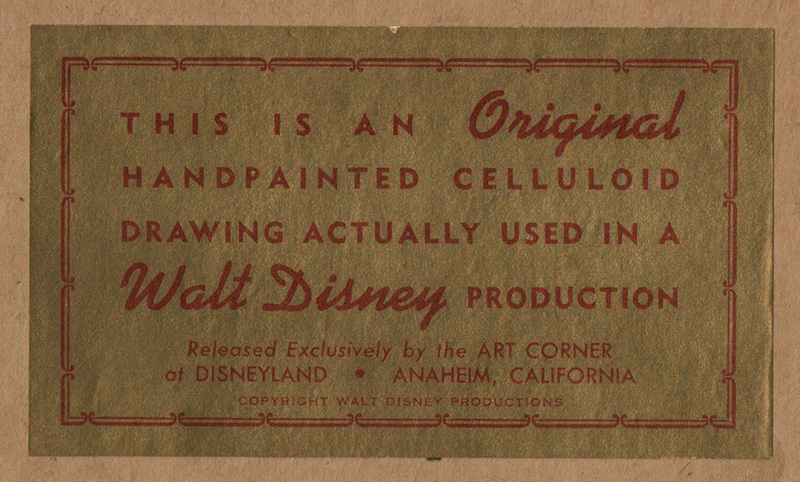 THIS IS AN Original
HANDPAINTED CELLULOID
DRAWING ACTUALLY USED IN A
Walt Disney PRODUCTION
Released Exclusively by the ART CORNER
at DISNEYLAND • ANAHEIM, CALIFORNIA
COPYRIGHT WALT DISNEY PRODUCTIONS